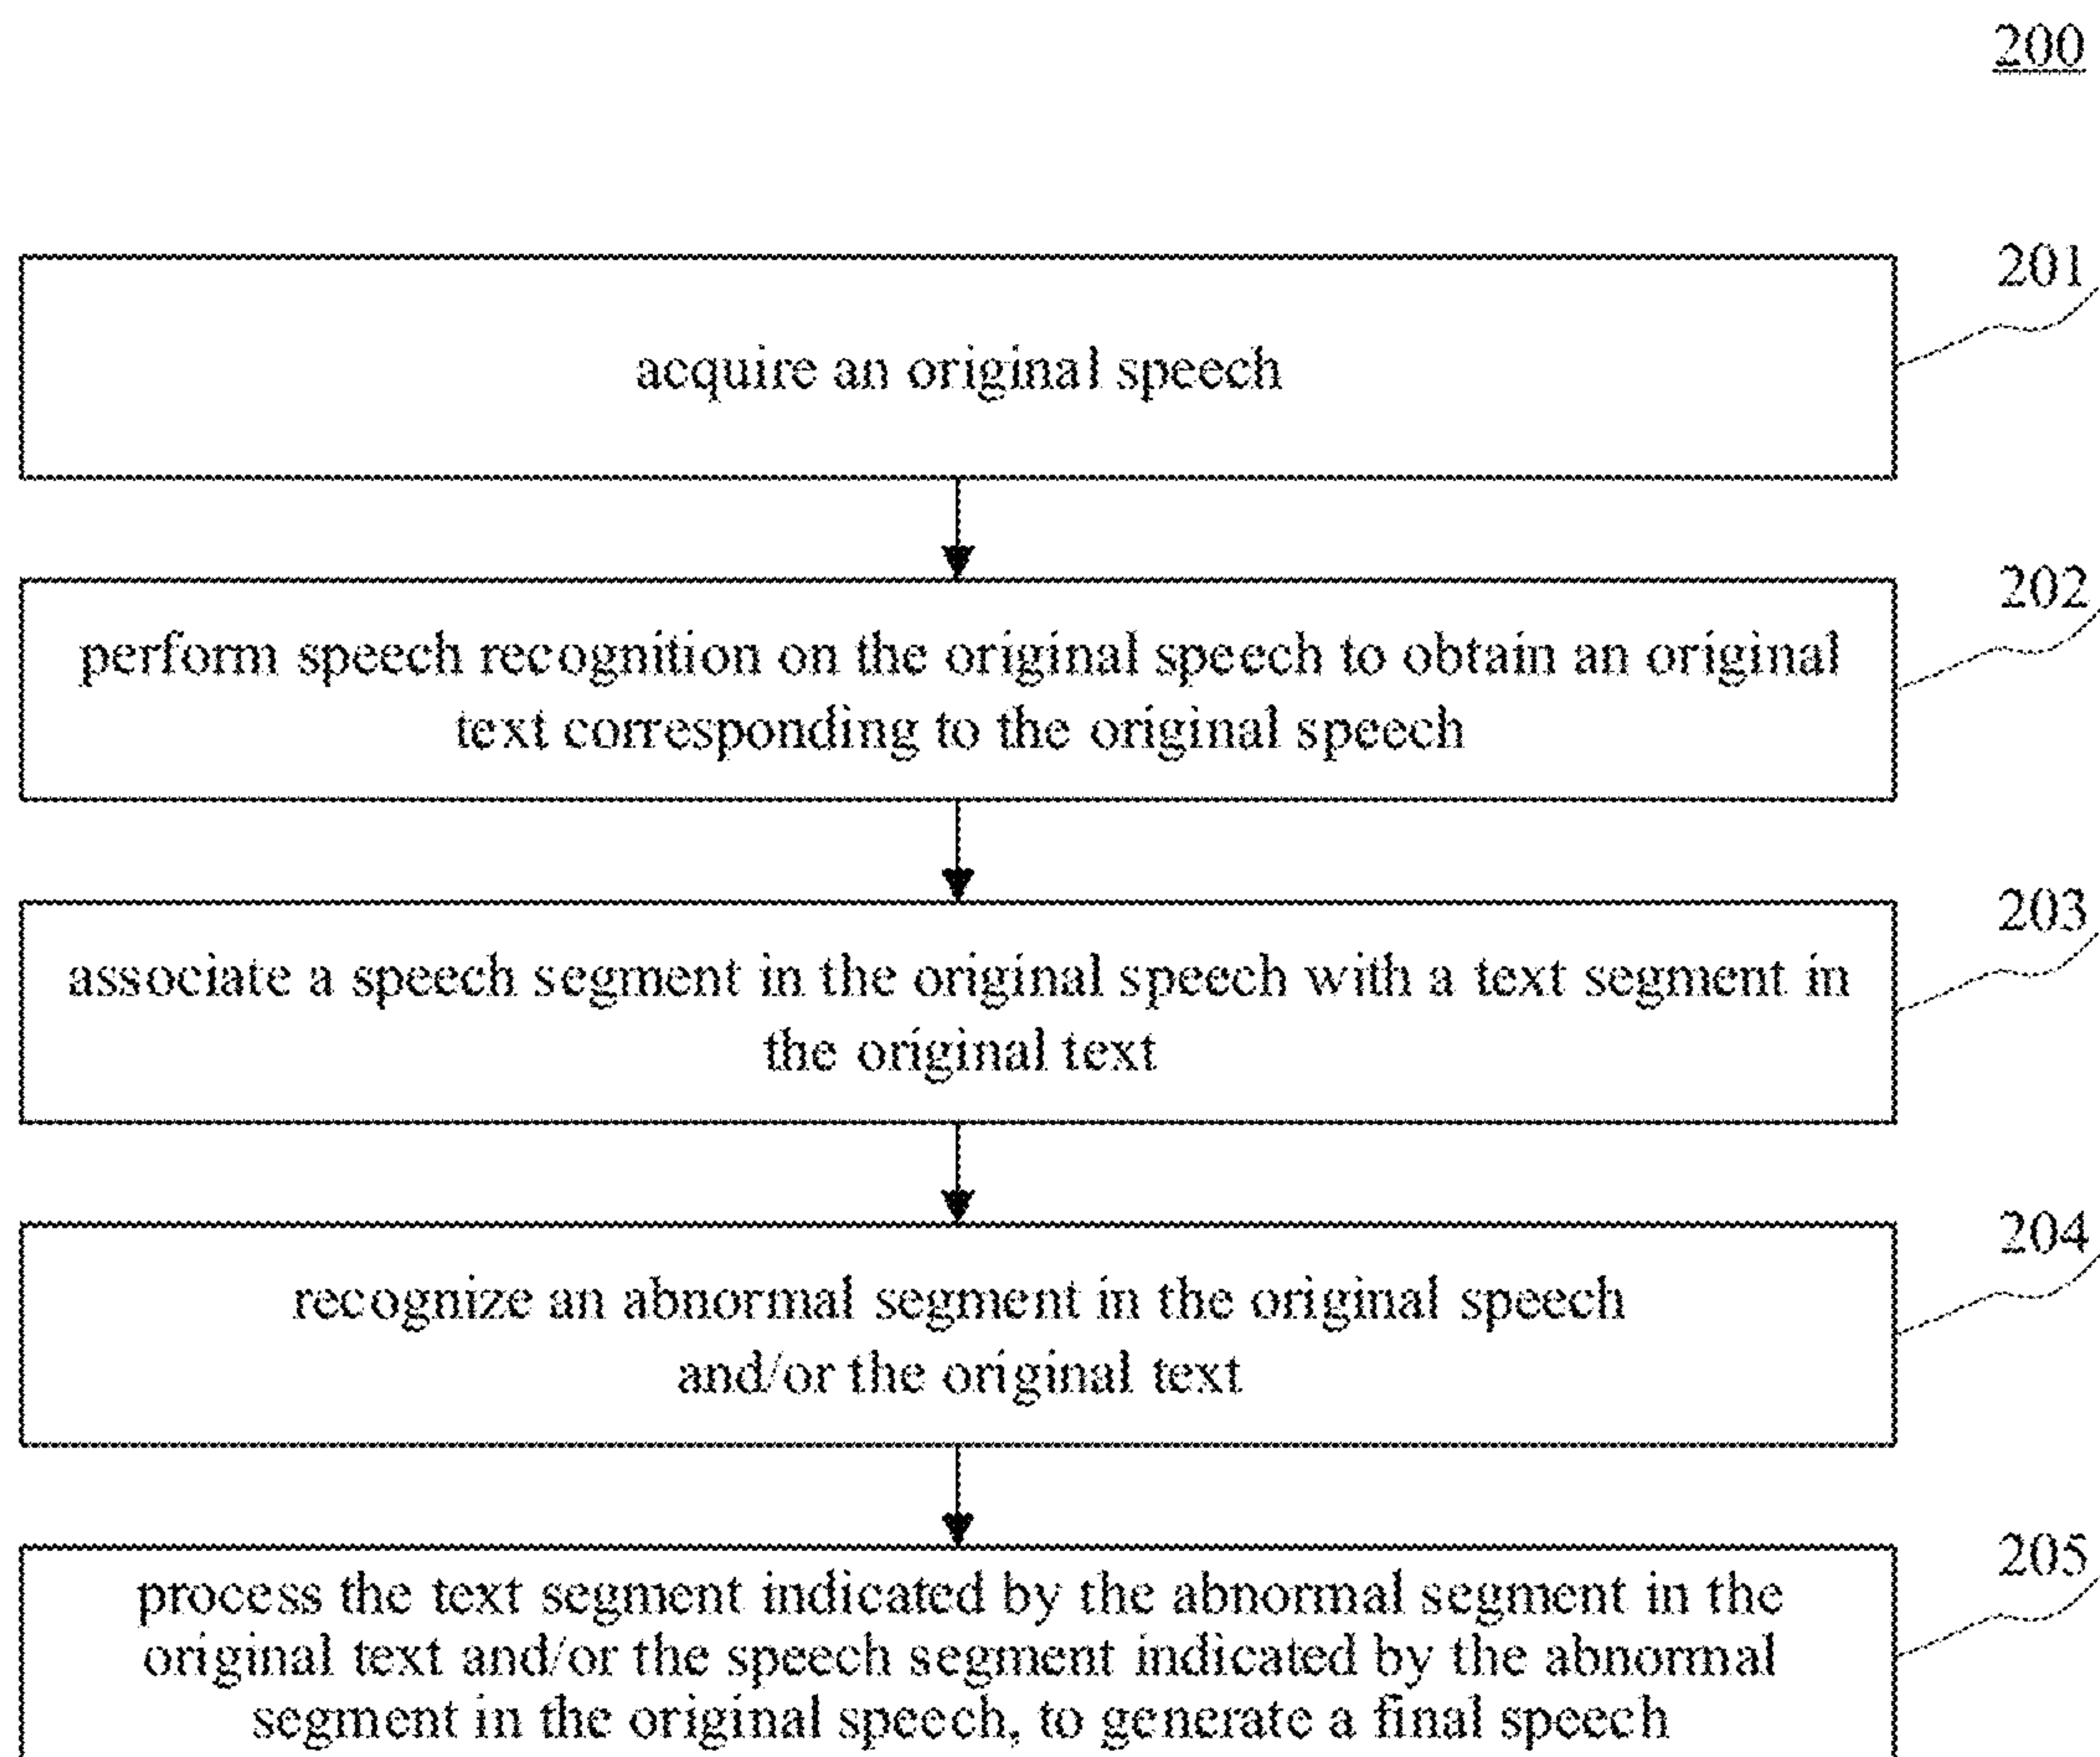 200
201
acquire an original speech
202
perform speech recognition on the original speech to obtain an original
text corresponding to the original speech
203
associate a speech segment in the original speech with a text segment in
the original text
204
recognize an abnormal segment in the original speech
and/or the original text
205
process the text segment indicated by the abnormal segment in the
original text and/or the speech segment indicated by the abnormal
segment in the original speech, to generate a final speech